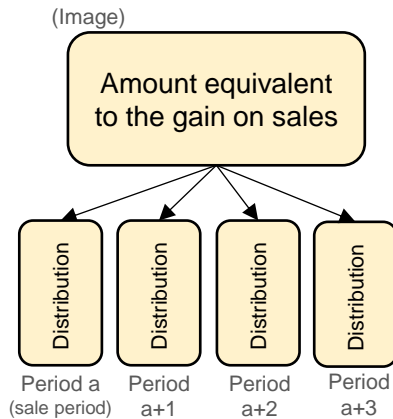 (Image)
Amount equivalent
to the gain on sales
Distribution
Distribution
Distribution
Distribution
Period a
(sale period)
Period
a+1
Period
a+2
Period
a+3